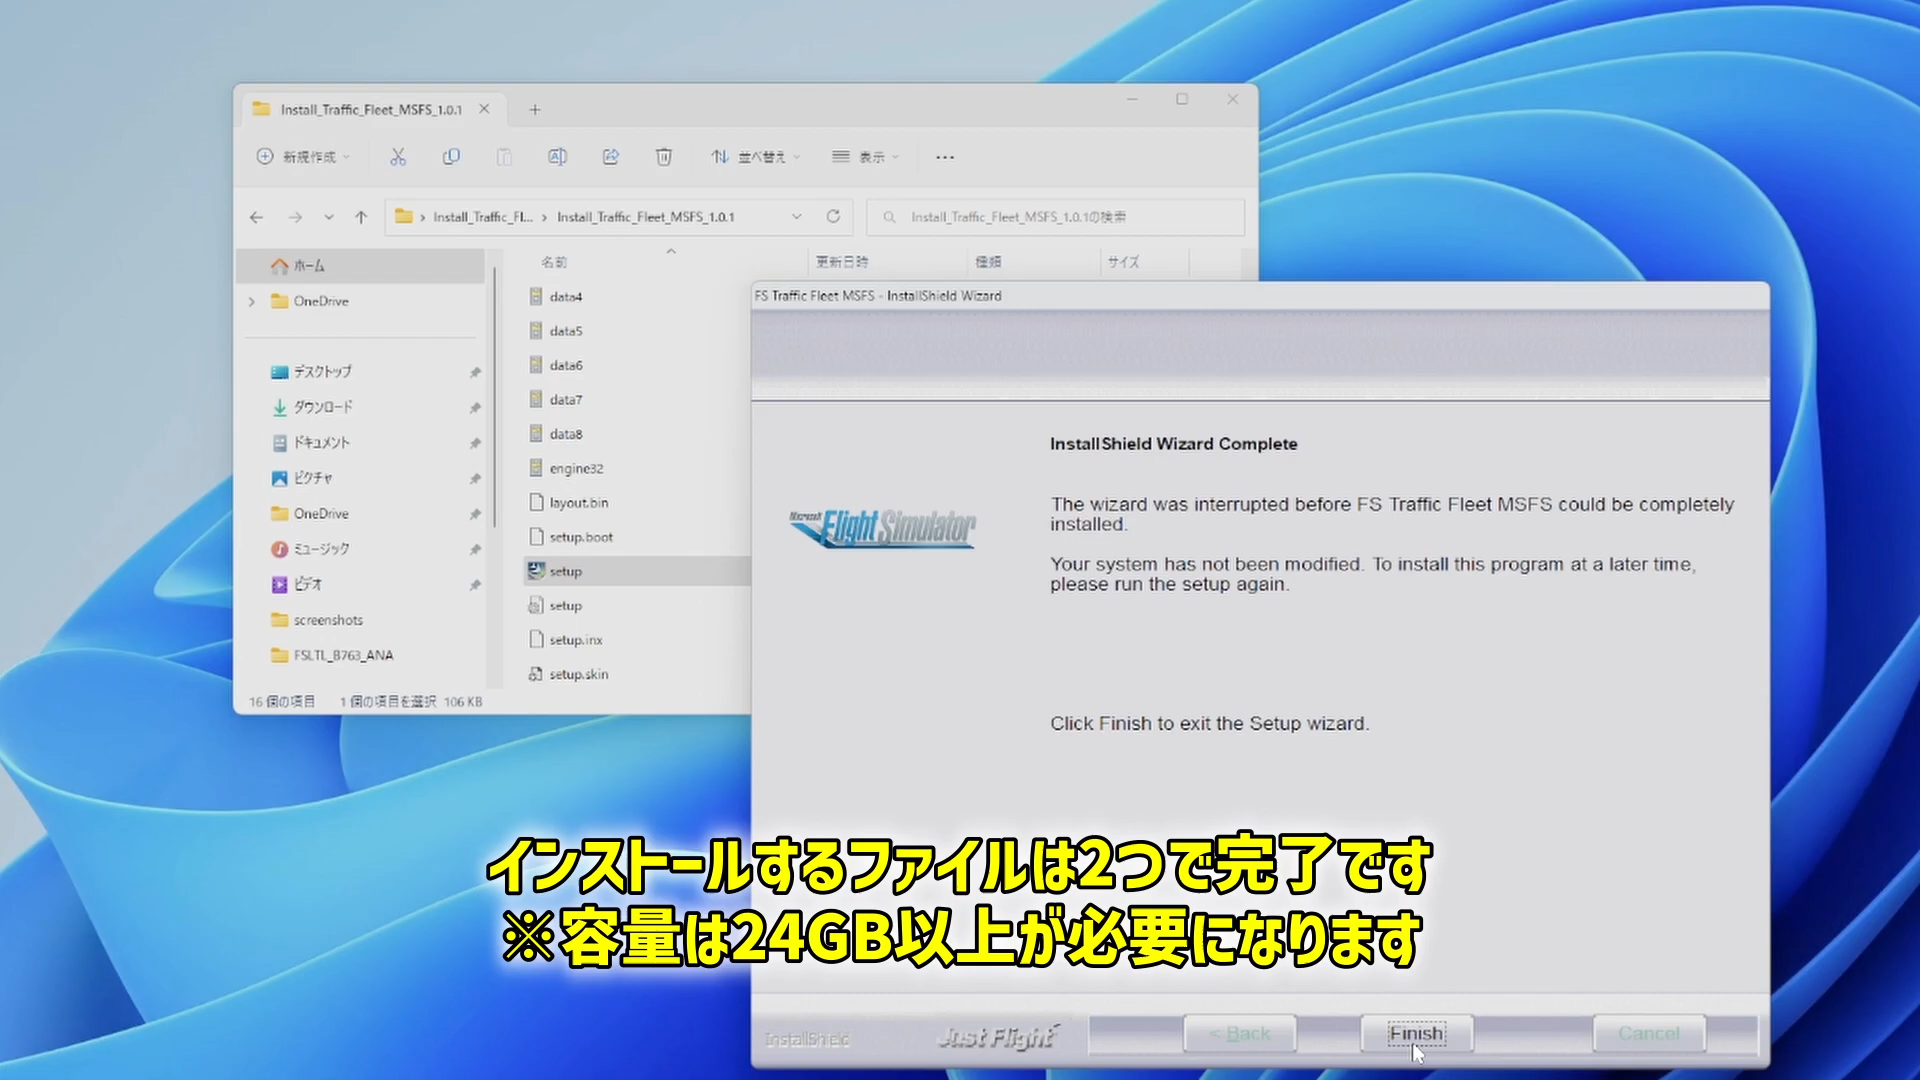 Install_Traffic_Fleet_MSFS_1.0.1
新規作成
並べ替え
表示
Install_Traffic_Fl...
Install_Traffic_Fleet_MSFS_1.0.1
Install_Traffic_Fleet_MSFS_1.0.1の検索
ホーム
OneDrive
デスクトップ
ダウンロード
ドキュメント
ピクチャ
OneDrive
ミュージック
ビデオ
screenshots
FSLTL_B763_ANA
名前
更新日時
種類
サイズ
data4
data5
data6
data7
data8
engine32
layout.bin
setup.boot
setup
setup
setup.inx
setup.skin
16 個の項目
1 個の項目を選択 106 KB
FS Traffic Fleet MSFS - InstallShield Wizard
Microsoft
Flight Simulator
InstallShield Wizard Complete
The wizard was interrupted before FS Traffic Fleet MSFS could be completely
installed.
Your system has not been modified. To install this program at a later time,
please run the setup again.
Click Finish to exit the Setup wizard.
インストールするファイルは2つで完了です
※容量は24GB以上が必要になります
InstallShield
Just Flight
< Back
Finish
Cancel